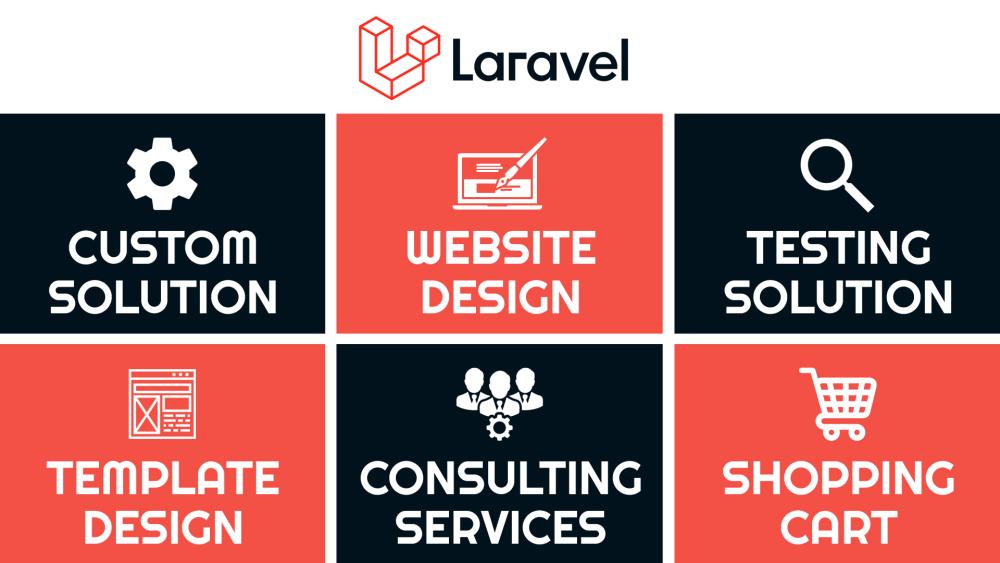 Laravel
CUSTOM
SOLUTION
WEBSITE
DESIGN
TESTING
SOLUTION
TEMPLATE
DESIGN
CONSULTING
SERVICES
SHOPPING
CART